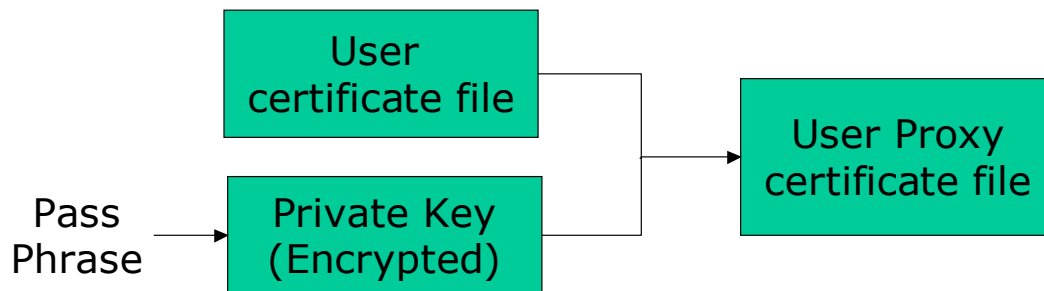 User
certificate file
User Proxy
certificate file
Pass
Phrase
Private Key
(Encrypted)